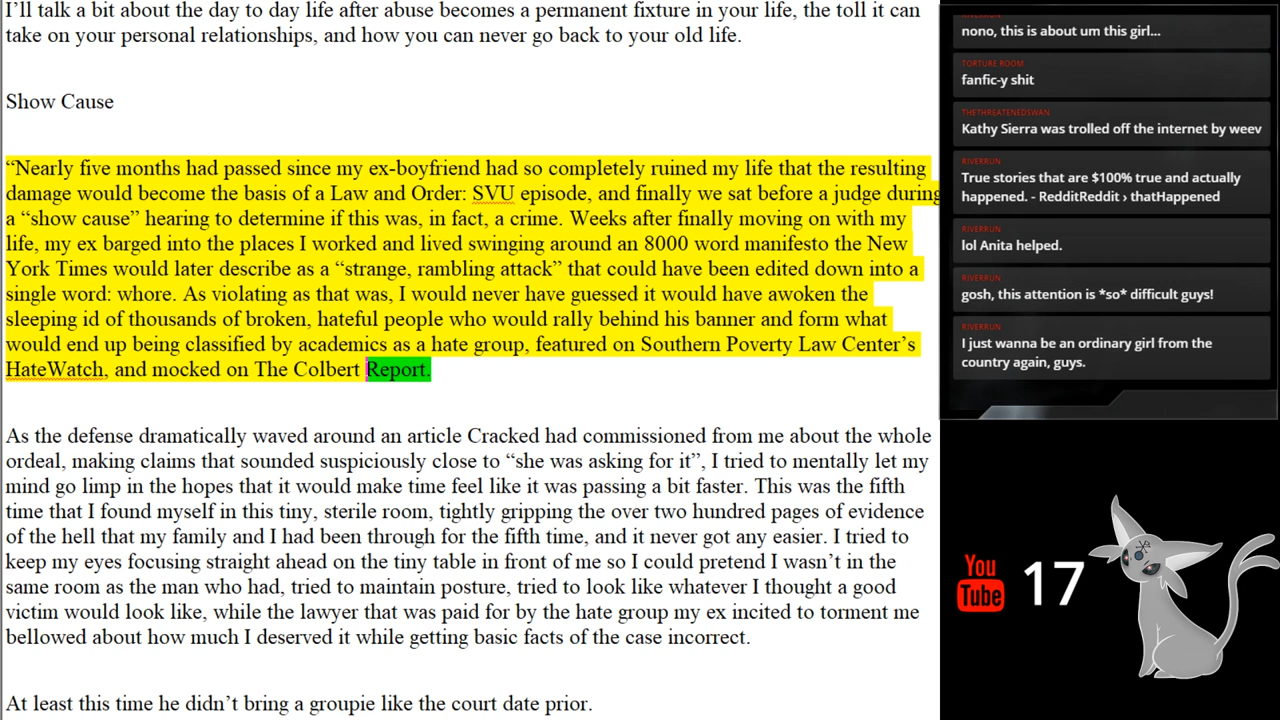 I’ll talk a bit about the day to day life after abuse becomes a permanent fixture in your life, the toll it can
take on your personal relationships, and how you can never go back to your old life.
Show Cause
“Nearly five months had passed since my ex-boyfriend had so completely ruined my life that the resulting
damage would become the basis of a Law and Order: SVU episode, and finally we sat before a judge during
a “show cause” hearing to determine if this was, in fact, a crime. Weeks after finally moving on with my
life, my ex barged into the places I worked and lived swinging around an 8000 word manifesto the New
York Times would later describe as a “strange, rambling attack” that could have been edited down into a
single word: whore. As violating as that was, I would never have guessed it would have awoken the
sleeping id of thousands of broken, hateful people who would rally behind his banner and form what
would end up being classified by academics as a hate group, featured on Southern Poverty Law Center’s
HateWatch, and mocked on The Colbert Report.
As the defense dramatically waved around an article Cracked had commissioned from me about the whole
ordeal, making claims that sounded suspiciously close to “she was asking for it”, I tried to mentally let my
mind go limp in the hopes that it would make time feel like it was passing a bit faster. This was the fifth
time that I found myself in this tiny, sterile room, tightly gripping the over two hundred pages of evidence
of the hell that my family and I had been through for the fifth time, and it never got any easier. I tried to
keep my eyes focusing straight ahead on the tiny table in front of me so I could pretend I wasn’t in the
same room as the man who had, tried to maintain posture, tried to look like whatever I thought a good
victim would look like, while the lawyer that was paid for by the hate group my ex incited to torment me
bellowed about how much I deserved it while getting basic facts of the case incorrect.
At least this time he didn’t bring a groupie like the court date prior.
RIVERRUN
nono, this is about um this girl...
TORTURE ROOM
fanfic-y shit
THETHREATENEDSWAN
Kathy Sierra was trolled off the internet by weev
RIVERRUN
True stories that are $100% true and actually
happened. - RedditReddit › thatHappened
RIVERRUN
lol Anita helped.
RIVERRUN
gosh, this attention is *so* difficult guys!
RIVERRUN
I just wanna be an ordinary girl from the
country again, guys.
You
Tube
17